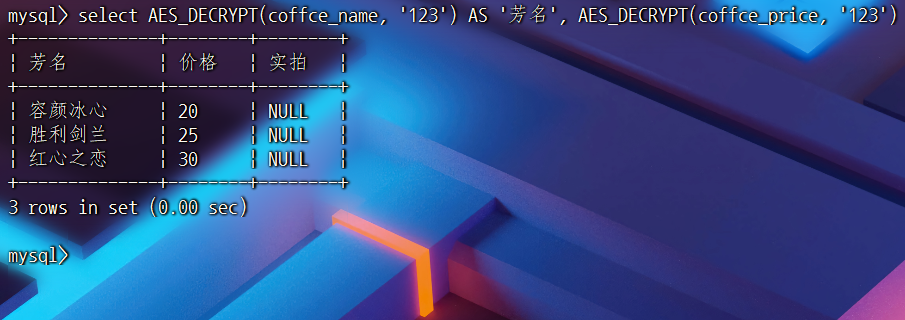 mysql> select AES_DECRYPT(coffce_name, '123') AS '芳名', AES_DECRYPT(coffce_price, '123')
+--------------+--------+--------+
| 芳名 | 价格 | 实拍 |
+--------------+--------+--------+
| 容颜冰心 | 20 | NULL |
| 胜利剑兰 | 25 | NULL |
| 红心之恋 | 30 | NULL |
+--------------+--------+--------+
3 rows in set (0.00 sec)
mysql>